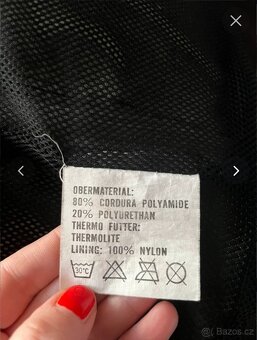 OBERMATERIAL:
80% CORDURA POLYAMIDE
20% POLYURETHAN
THERMO FUTTER:
THERMOLITE
LINING: 100% NYLON
30°C
Bazos.cz